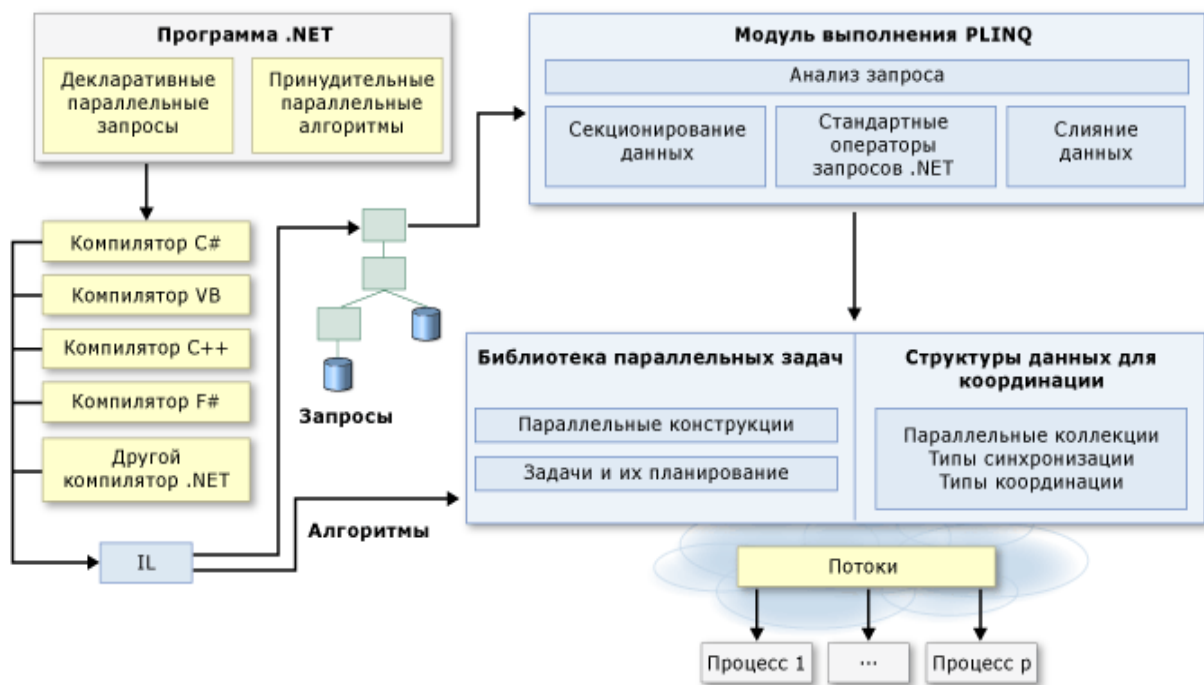 Программа .NET
Декларативные
параллельные
запросы
Принудительные
параллельные
алгоритмы
Модуль выполнения PLINQ
Анализ запроса
Секционирование
данных
Стандартные
операторы
запросов .NET
Слияние
данных
Компилятор C#
Компилятор VB
Компилятор C++
Компилятор F#
Другой
компилятор .NET
IL
Запросы
Алгоритмы
Библиотека параллельных задач
Параллельные конструкции
Задачи и их планирование
Структуры данных для
координации
Параллельные коллекции
Типы синхронизации
Типы координации
Потоки
Процесс 1
...
Процесс p